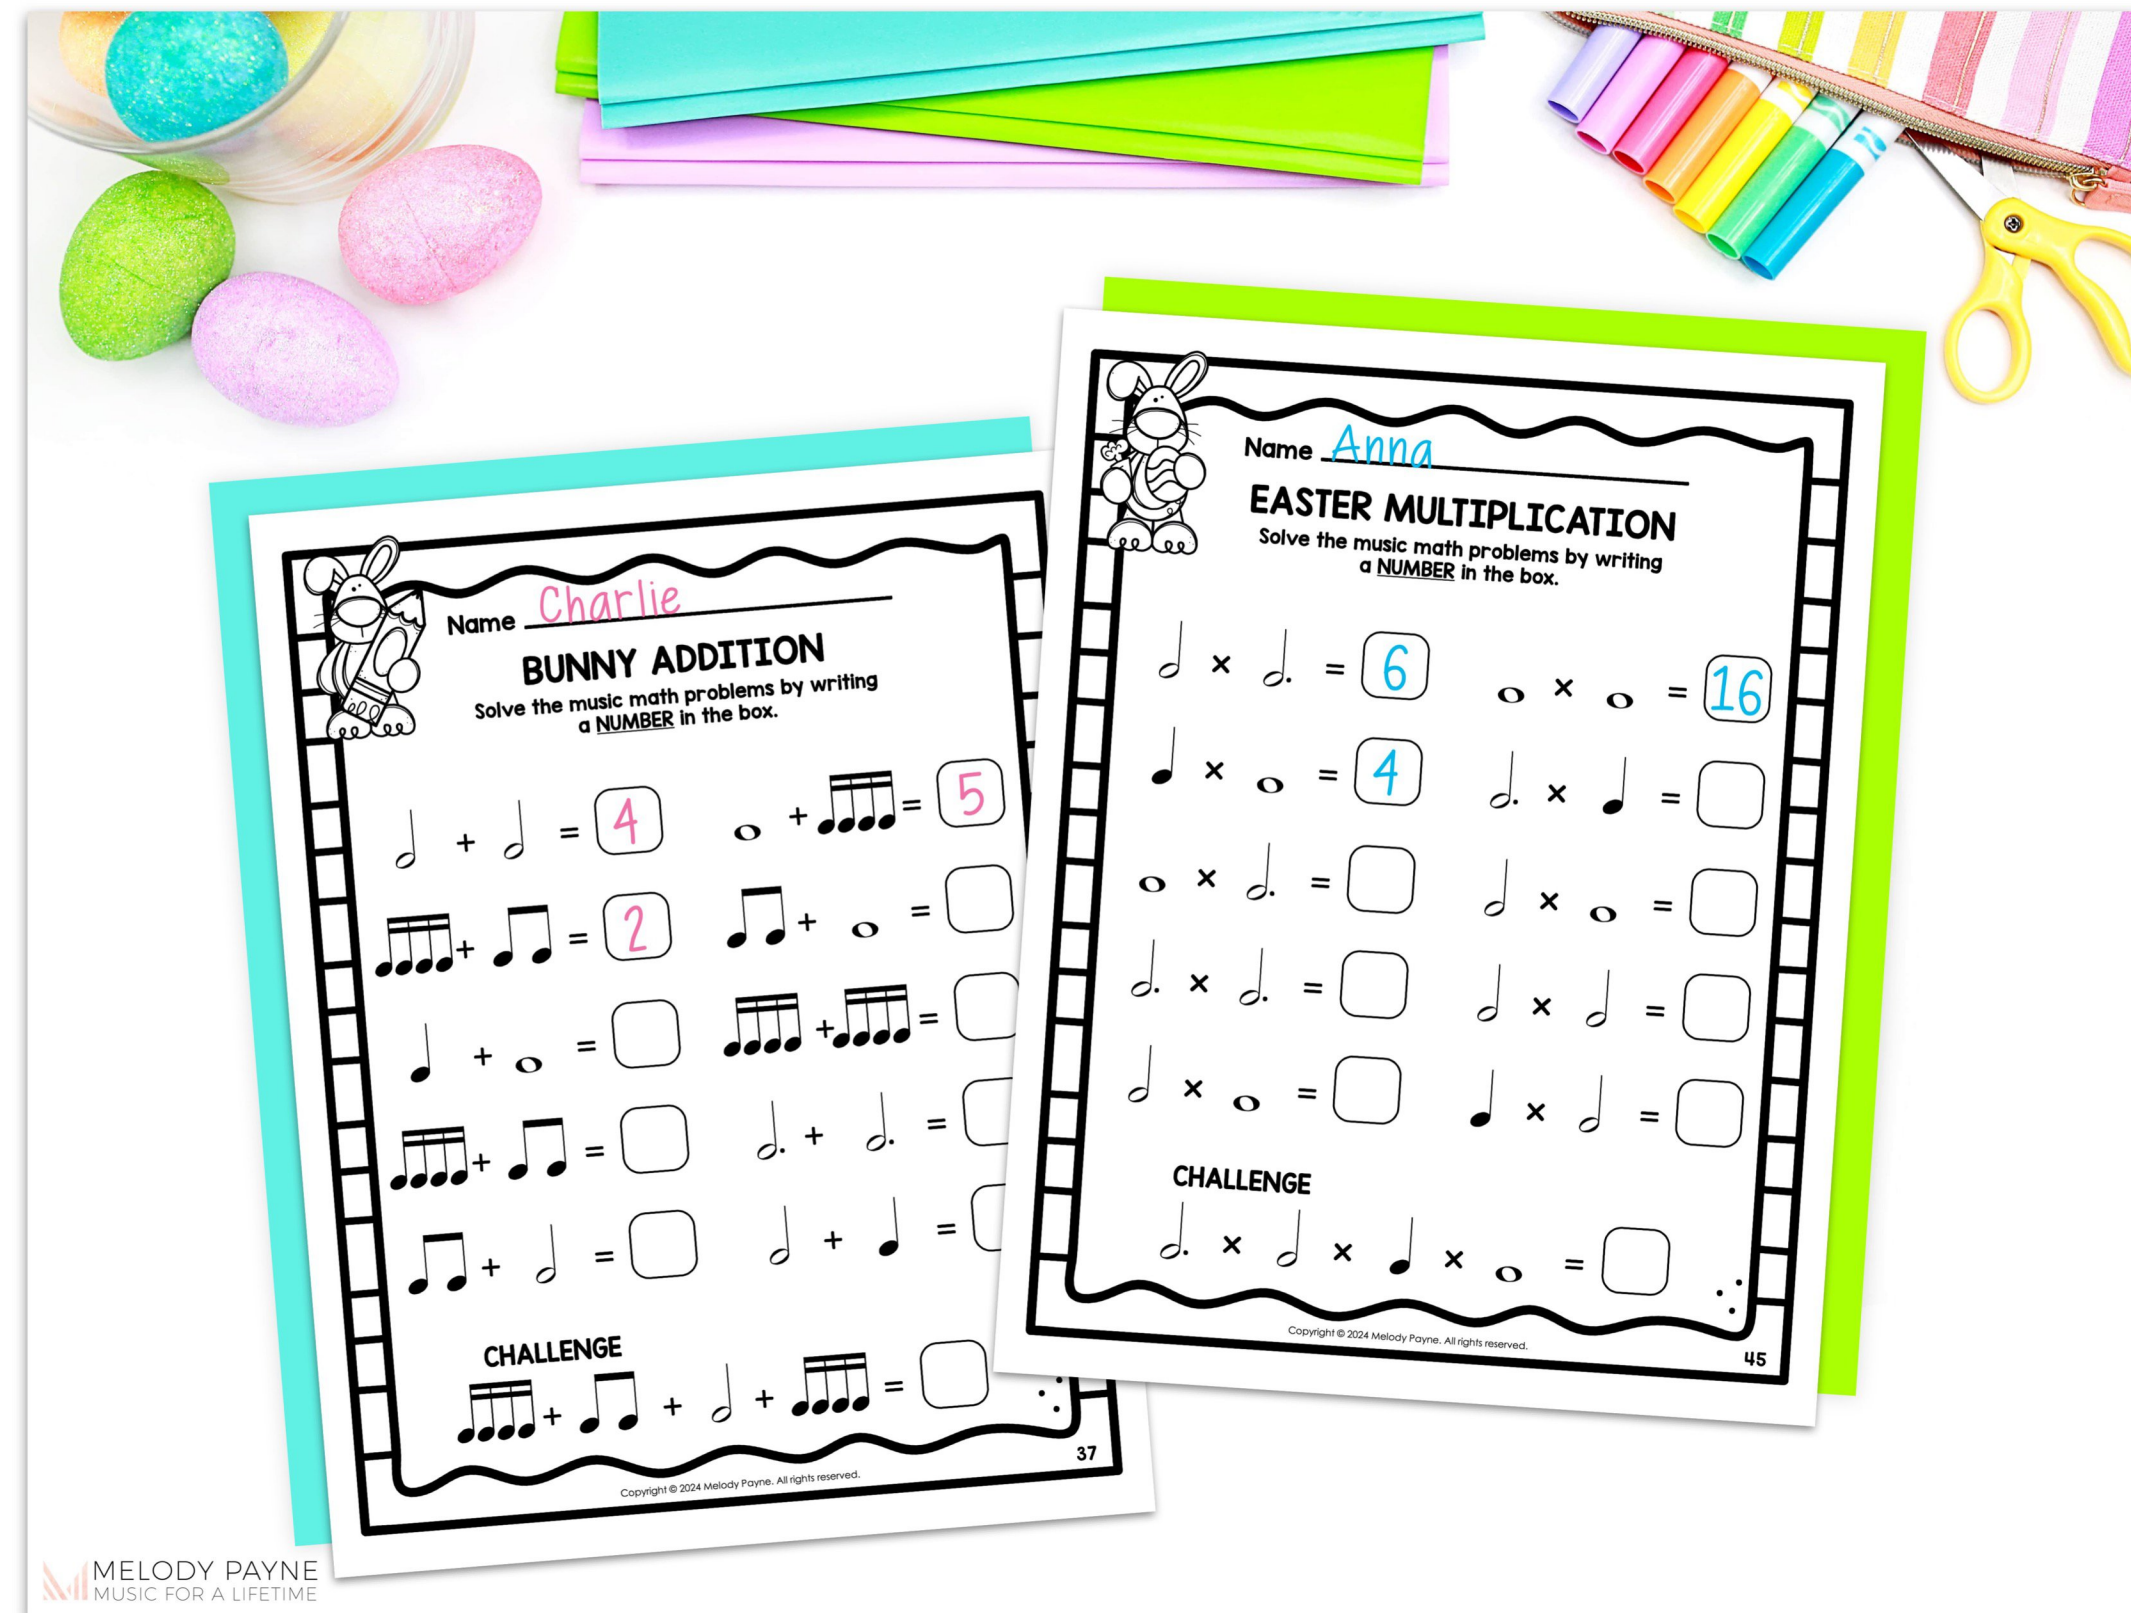 Name Charlie
BUNNY ADDITION
Solve the music math problems by writing
a NUMBER in the box.
+ = 4
+ = 5
+ = 2
+ =
+ =
+ =
+ =
+ =
+ =
+ =
CHALLENGE
+ + + =
Copyright © 2024 Melody Payne. All rights reserved.
37
Name Anna
EASTER MULTIPLICATION
Solve the music math problems by writing
a NUMBER in the box.
× = 6
× = 16
× = 4
× =
× =
× =
× =
× =
× =
× =
CHALLENGE
× × × =
Copyright © 2024 Melody Payne. All rights reserved.
45
MELODY PAYNE
MUSIC FOR A LIFETIME